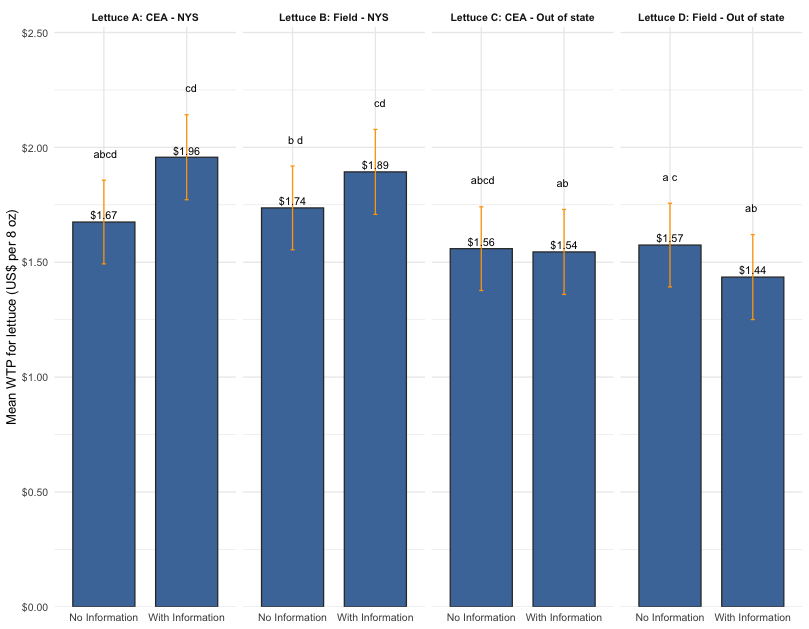 Lettuce A: CEA - NYS
Lettuce B: Field - NYS
Lettuce C: CEA - Out of state
Lettuce D: Field - Out of state
Mean WTP for lettuce (US$ per 8 oz)
$2.50
$2.00
$1.50
$1.00
$0.50
$0.00
abcd
$1.67
cd
$1.96
b d
$1.74
cd
$1.89
abcd
$1.56
ab
$1.54
a c
$1.57
ab
$1.44
No Information
With Information
No Information
With Information
No Information
With Information
No Information
With Information